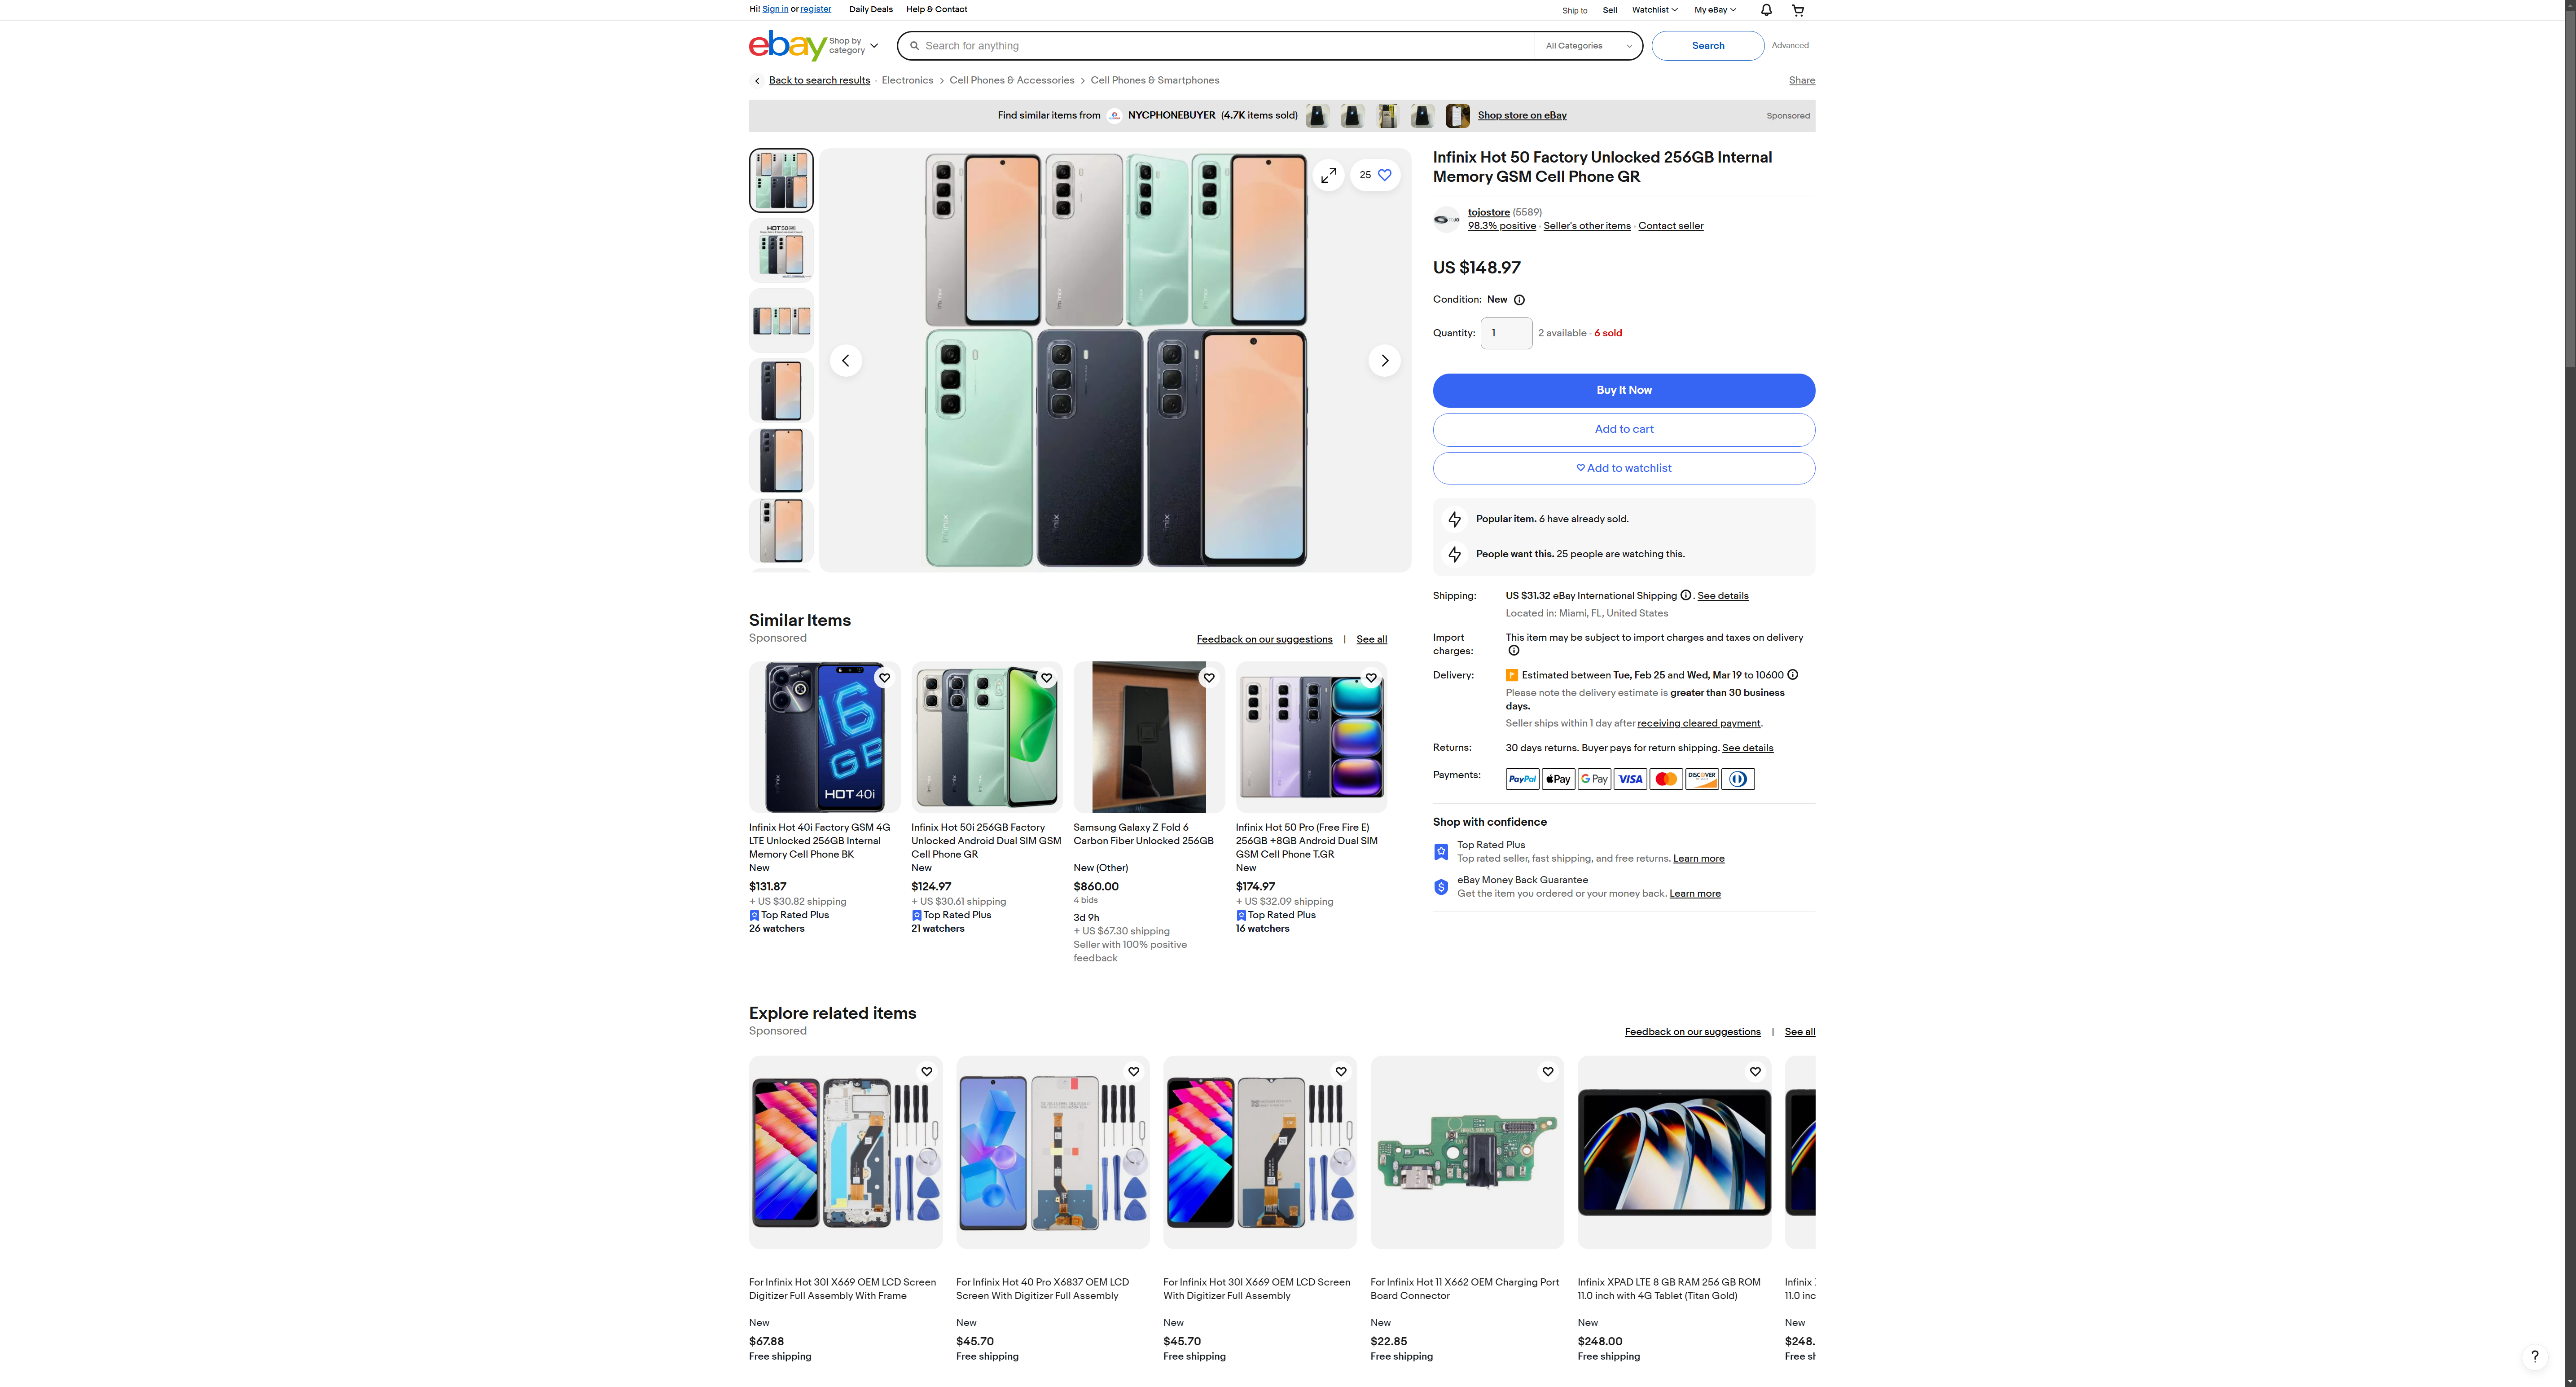 Hi! Sign in or register
Daily Deals
Help & Contact
Ship to
Sell
Watchlist
My eBay
ebay
Shop by
category
Search for anything
All Categories
Search
Advanced
Back to search results
Electronics
Cell Phones & Accessories
Cell Phones & Smartphones
Share
Find similar items from NYCPHONEBUYER (4.7K items sold)
Shop store on eBay
Sponsored
HOT 50
25
Infinix
Infinix
Infinix
Infinix
Infinix
Infinix
Infinix Hot 50 Factory Unlocked 256GB Internal
Memory GSM Cell Phone GR
tojostore (5589)
98.3% positive · Seller's other items · Contact seller
US $148.97
Condition: New
Quantity: 1 2 available · 6 sold
Buy It Now
Add to cart
Add to watchlist
Popular item. 6 have already sold.
People want this. 25 people are watching this.
Shipping: US $31.32 eBay International Shipping . See details
Located in: Miami, FL, United States
Import
charges:
This item may be subject to import charges and taxes on delivery
Delivery: Estimated between Tue, Feb 25 and Wed, Mar 19 to 10600
Please note the delivery estimate is greater than 30 business
days.
Seller ships within 1 day after receiving cleared payment.
Returns: 30 days returns. Buyer pays for return shipping. See details
Payments: PayPal Pay G Pay VISA DISCOVER
Shop with confidence
Top Rated Plus
Top rated seller, fast shipping, and free returns. Learn more
eBay Money Back Guarantee
Get the item you ordered or your money back. Learn more
Similar Items
Sponsored
Feedback on our suggestions | See all
16
GB
HOT 40i
Infinix Hot 40i Factory GSM 4G
LTE Unlocked 256GB Internal
Memory Cell Phone BK
New
$131.87
+ US $30.82 shipping
Top Rated Plus
26 watchers
Infinix Hot 50i 256GB Factory
Unlocked Android Dual SIM GSM
Cell Phone GR
New
$124.97
+ US $30.61 shipping
Top Rated Plus
21 watchers
Samsung Galaxy Z Fold 6
Carbon Fiber Unlocked 256GB
New (Other)
$860.00
4 bids
3d 9h
+ US $67.30 shipping
Seller with 100% positive
feedback
Infinix Hot 50 Pro (Free Fire E)
256GB +8GB Android Dual SIM
GSM Cell Phone T.GR
New
$174.97
+ US $32.09 shipping
Top Rated Plus
16 watchers
Explore related items
Sponsored
Feedback on our suggestions | See all
For Infinix Hot 30I X669 OEM LCD Screen
Digitizer Full Assembly With Frame
New
$67.88
Free shipping
For Infinix Hot 40 Pro X6837 OEM LCD
Screen With Digitizer Full Assembly
New
$45.70
Free shipping
For Infinix Hot 30I X669 OEM LCD Screen
With Digitizer Full Assembly
New
$45.70
Free shipping
For Infinix Hot 11 X662 OEM Charging Port
Board Connector
New
$22.85
Free shipping
Infinix XPAD LTE 8 GB RAM 256 GB ROM
11.0 inch with 4G Tablet (Titan Gold)
New
$248.00
Free shipping
Infinix
11.0 inc
New
$248.
Free sh
?